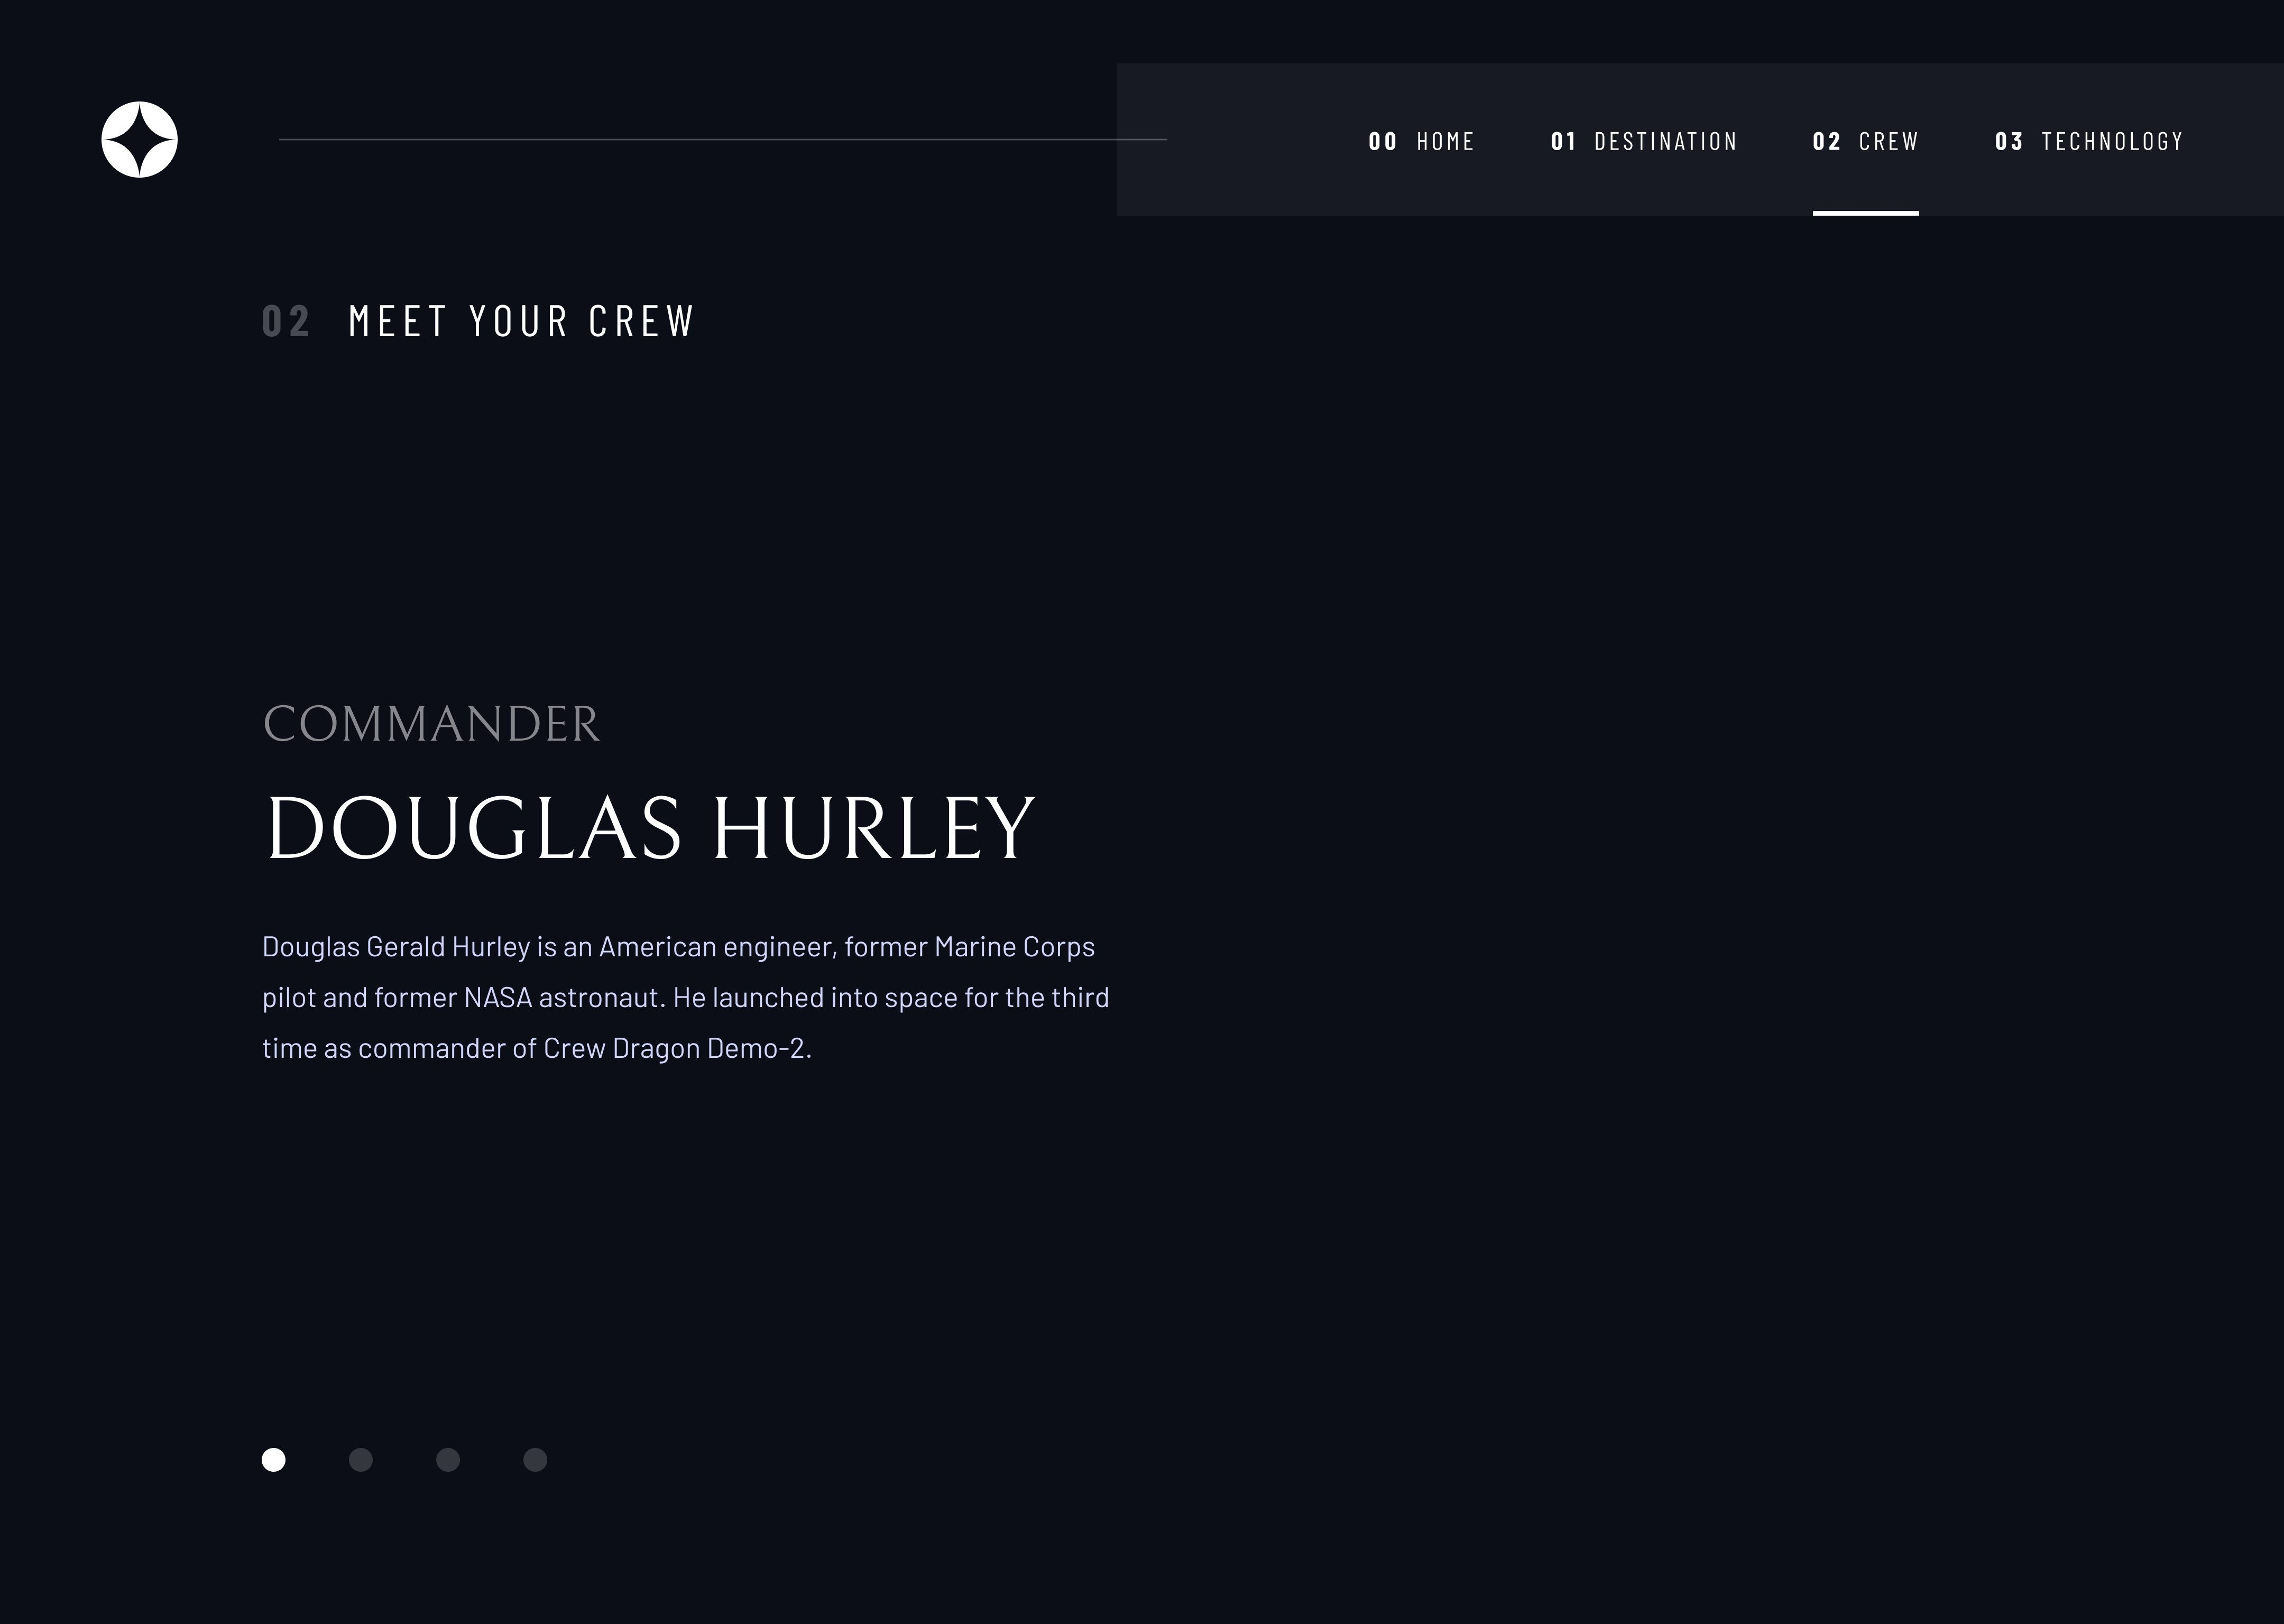 00 HOME 01 DESTINATION 02 CREW 03 TECHNOLOGY
02 MEET YOUR CREW
COMMANDER
DOUGLAS HURLEY
Douglas Gerald Hurley is an American engineer, former Marine Corps
pilot and former NASA astronaut. He launched into space for the third
time as commander of Crew Dragon Demo-2.